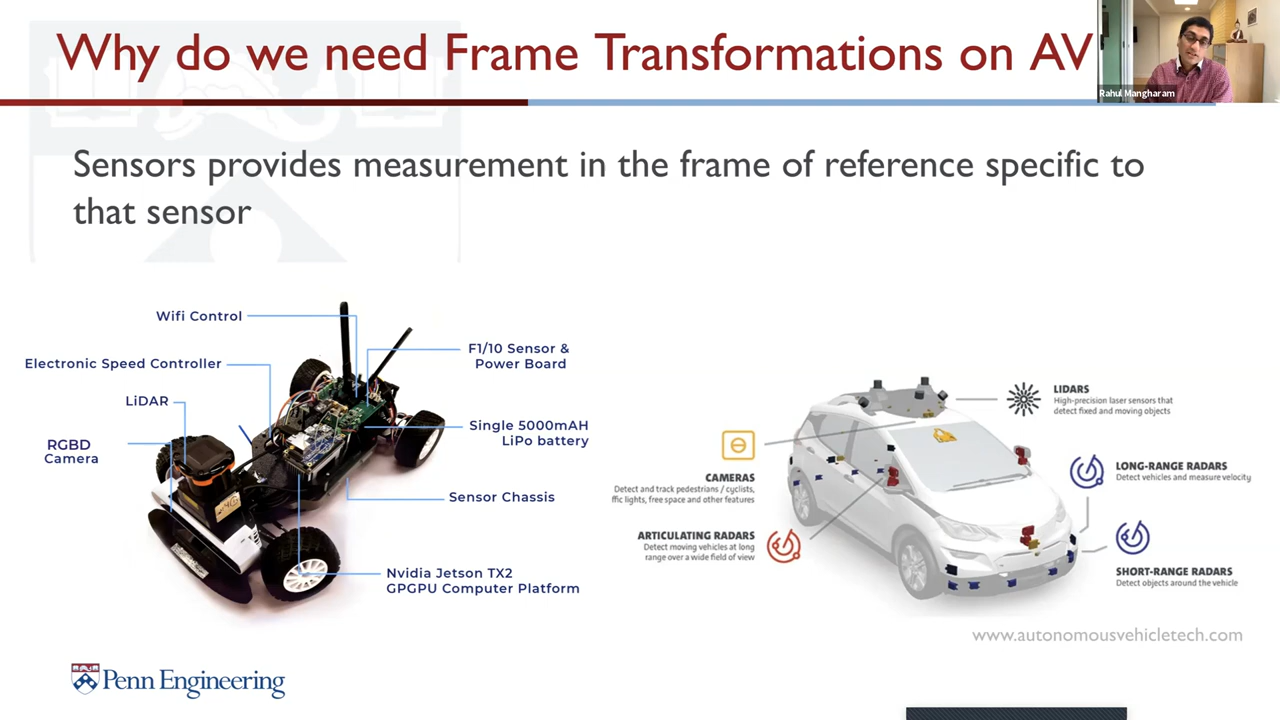 Why do we need Frame Transformations on AV
Rahul Mangharam
Sensors provides measurement in the frame of reference specific to
that sensor
Wifi Control
Electronic Speed Controller
LiDAR
RGBD
Camera
F1/10 Sensor &
Power Board
Single 5000mAH
LiPo battery
Sensor Chassis
Nvidia Jetson TX2
GPGPU Computer Platform
LIDARS
High-precision laser sensors that
detect fixed and moving objects
CAMERAS
Detect and track pedestrians / cyclists,
ffic lights, free space and other features
LONG-RANGE RADARS
Detect vehicles and measure velocity
ARTICULATING RADARS
Detect moving vehicles at long
range over a wide field of view
SHORT-RANGE RADARS
Detect objects around the vehicle
www.autonomousvehicletech.com
Penn Engineering